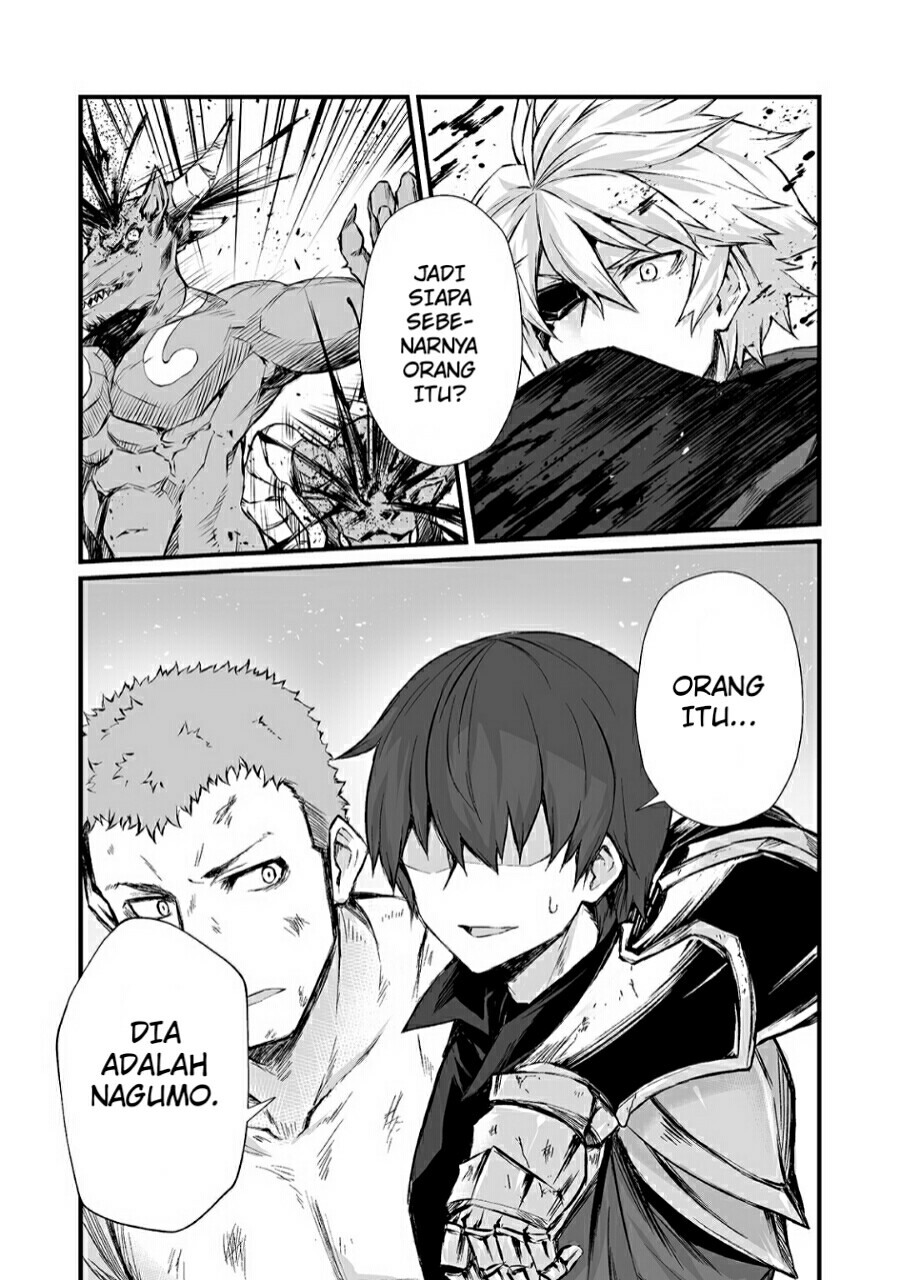 JADI
SIAPA
SEBE-
NARNYA
ORANG
ITU?
ORANG
ITU...
DIA
ADALAH
NAGUMO.